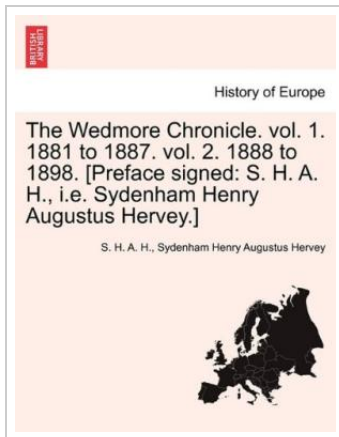 BRITISH
LIBRARY
History of Europe
The Wedmore Chronicle. vol. 1.
1881 to 1887. vol. 2. 1888 to
1898. [Preface signed: S. H. A.
H., i.e. Sydenham Henry
Augustus Hervey.]
S. H. A. H., Sydenham Henry Augustus Hervey